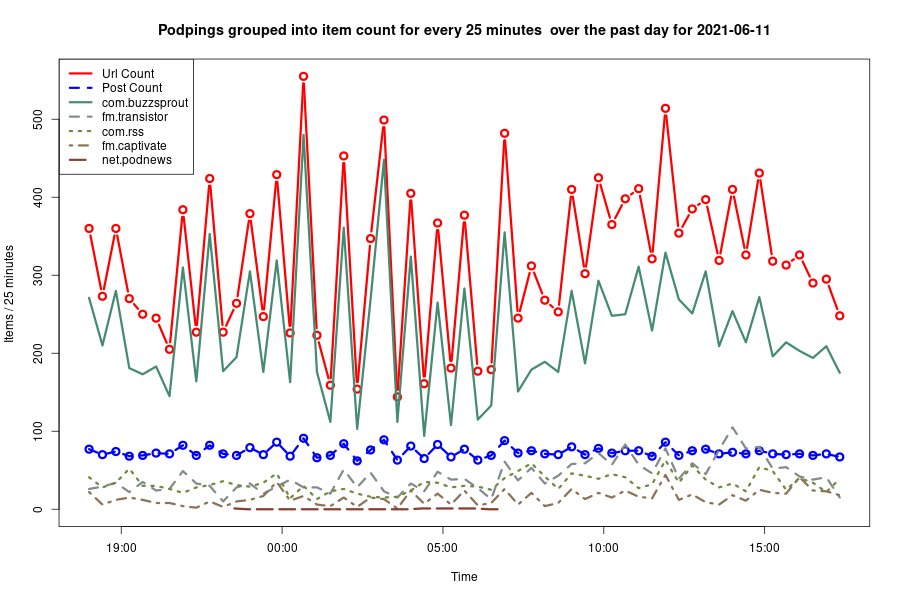 Podpings grouped into item count for every 25 minutes  over the past day for 2021-06-11
Url Count
Post Count
com.buzzsprout
fm.transistor
com.rss
fm.captivate
net.podnews
Items / 25 minutes
500
400
300
200
100
0
19:00 00:00 05:00 10:00 15:00
Time